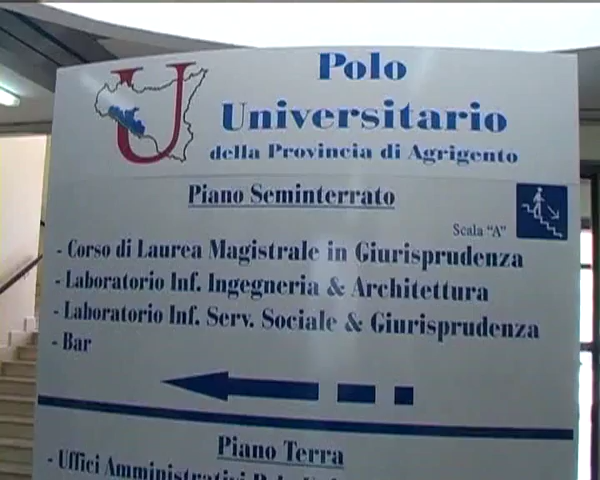 U
Polo
Universitario
della Provincia di Agrigento
Piano Seminterrato
Scala "A"
- Corso di Laurea Magistrale in Giurisprudenza
- Laboratorio Inf. Ingegneria & Architettura
- Laboratorio Inf. Serv. Sociale & Giurisprudenza
- Bar
Piano Terra
- Uffici Amministrativi